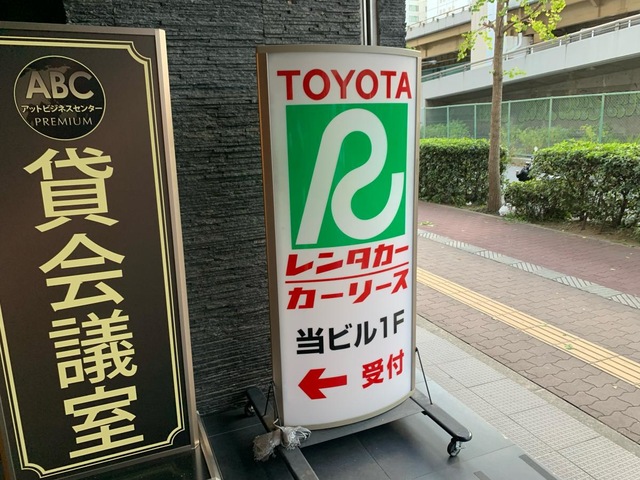 ABC
アットビジネスセンター
PREMIUM
貸会議室
TOYOTA
R
レンタカー
カーリース
当ビル1F
← 受付